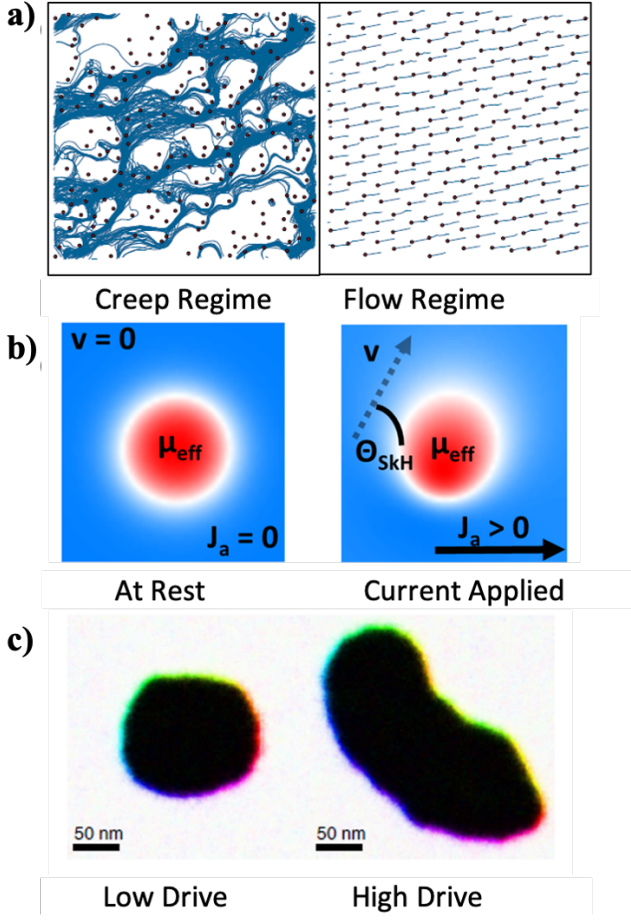 a)
Creep Regime Flow Regime
b)
v = 0
μeff
Ja = 0
v
ΘSkH
μeff
Ja > 0
At Rest Current Applied
c)
50 nm 50 nm
Low Drive High Drive